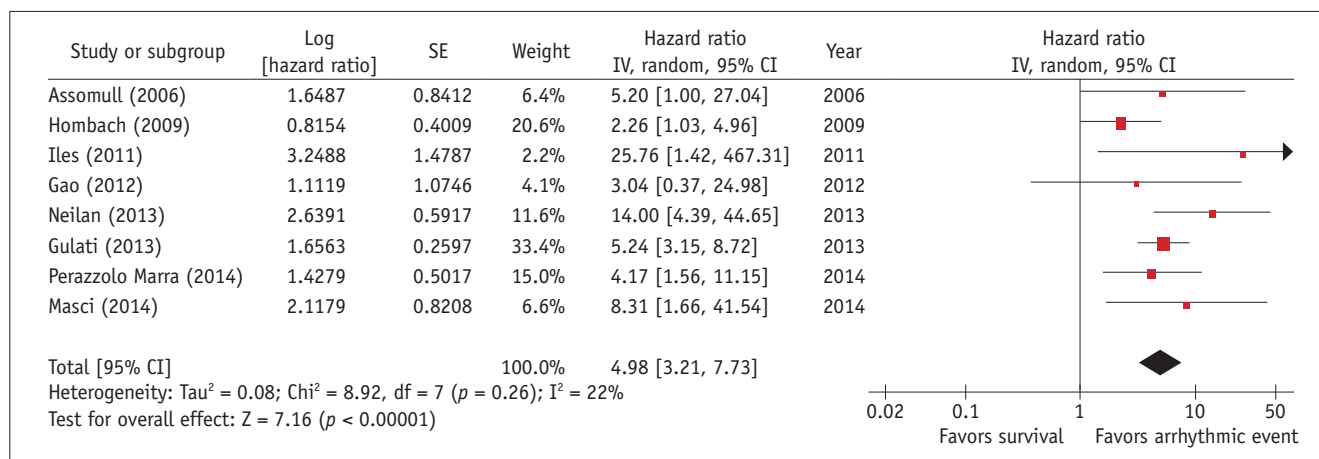 Study or subgroup Log [hazard ratio] SE Weight Hazard ratio IV, random, 95% CI Year Hazard ratio IV, random, 95% CI
Assomull (2006) 1.6487 0.8412 6.4% 5.20 [1.00, 27.04] 2006
Hombach (2009) 0.8154 0.4009 20.6% 2.26 [1.03, 4.96] 2009
Iles (2011) 3.2488 1.4787 2.2% 25.76 [1.42, 467.31] 2011
Gao (2012) 1.1119 1.0746 4.1% 3.04 [0.37, 24.98] 2012
Neilan (2013) 2.6391 0.5917 11.6% 14.00 [4.39, 44.65] 2013
Gulati (2013) 1.6563 0.2597 33.4% 5.24 [3.15, 8.72] 2013
Perazzolo Marra (2014) 1.4279 0.5017 15.0% 4.17 [1.56, 11.15] 2014
Masci (2014) 2.1179 0.8208 6.6% 8.31 [1.66, 41.54] 2014
Total [95% CI] 100.0% 4.98 [3.21, 7.73]
Heterogeneity: Tau² = 0.08; Chi² = 8.92, df = 7 (p = 0.26); I² = 22%
Test for overall effect: Z = 7.16 (p < 0.00001)
0.02 0.1 1 10 50
Favors survival Favors arrhythmic event